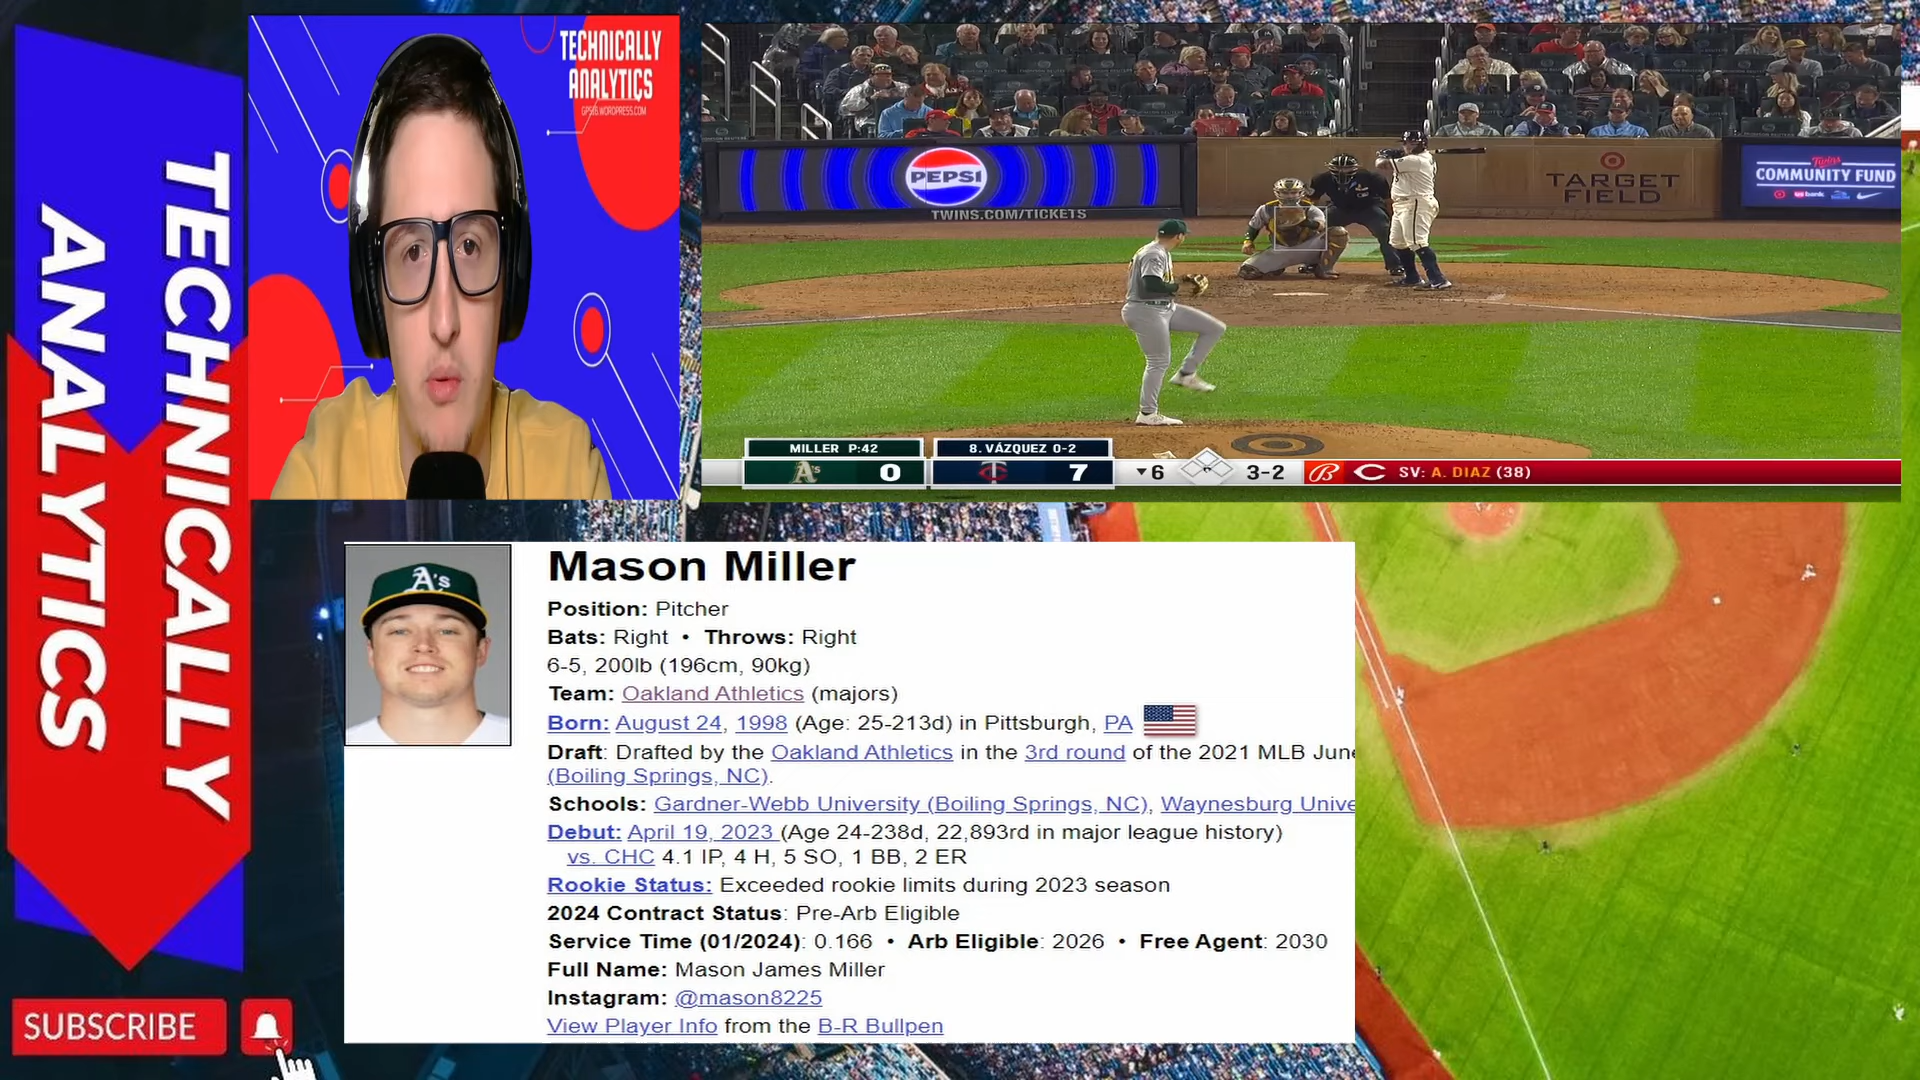 TECHNICALLY
ANALYTICS
SUBSCRIBE
TECHNICALLY
ANALYTICS
GPSIB.WORDPRESS.COM
PEPSI
TWINS.COM/TICKETS
TARGET
FIELD
Twins
COMMUNITY FUND
usbank
MILLER P:42
8. VÁZQUEZ 0-2
A's 0
TC 7
▼6
3-2
B
C
SV: A. DIAZ (38)
A's
Mason Miller
Position: Pitcher
Bats: Right • Throws: Right
6-5, 200lb (196cm, 90kg)
Team: Oakland Athletics (majors)
Born: August 24, 1998 (Age: 25-213d) in Pittsburgh, PA
Draft: Drafted by the Oakland Athletics in the 3rd round of the 2021 MLB June
(Boiling Springs, NC).
Schools: Gardner-Webb University (Boiling Springs, NC), Waynesburg Unive
Debut: April 19, 2023 (Age 24-238d, 22,893rd in major league history)
vs. CHC 4.1 IP, 4 H, 5 SO, 1 BB, 2 ER
Rookie Status: Exceeded rookie limits during 2023 season
2024 Contract Status: Pre-Arb Eligible
Service Time (01/2024): 0.166 • Arb Eligible: 2026 • Free Agent: 2030
Full Name: Mason James Miller
Instagram: @mason8225
View Player Info from the B-R Bullpen